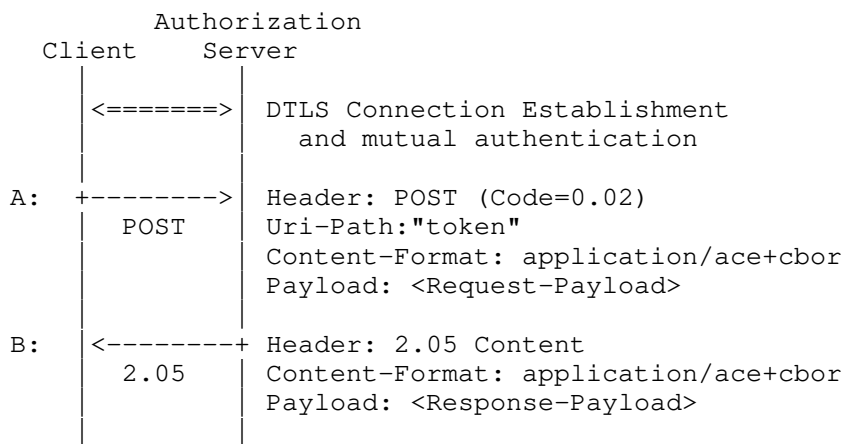 Authorization
Client Server
<=======> DTLS Connection Establishment
and mutual authentication
A: +--------> Header: POST (Code=0.02)
POST Uri-Path:"token"
Content-Format: application/ace+cbor
Payload: <Request-Payload>
B: <--------+ Header: 2.05 Content
2.05 Content-Format: application/ace+cbor
Payload: <Response-Payload>